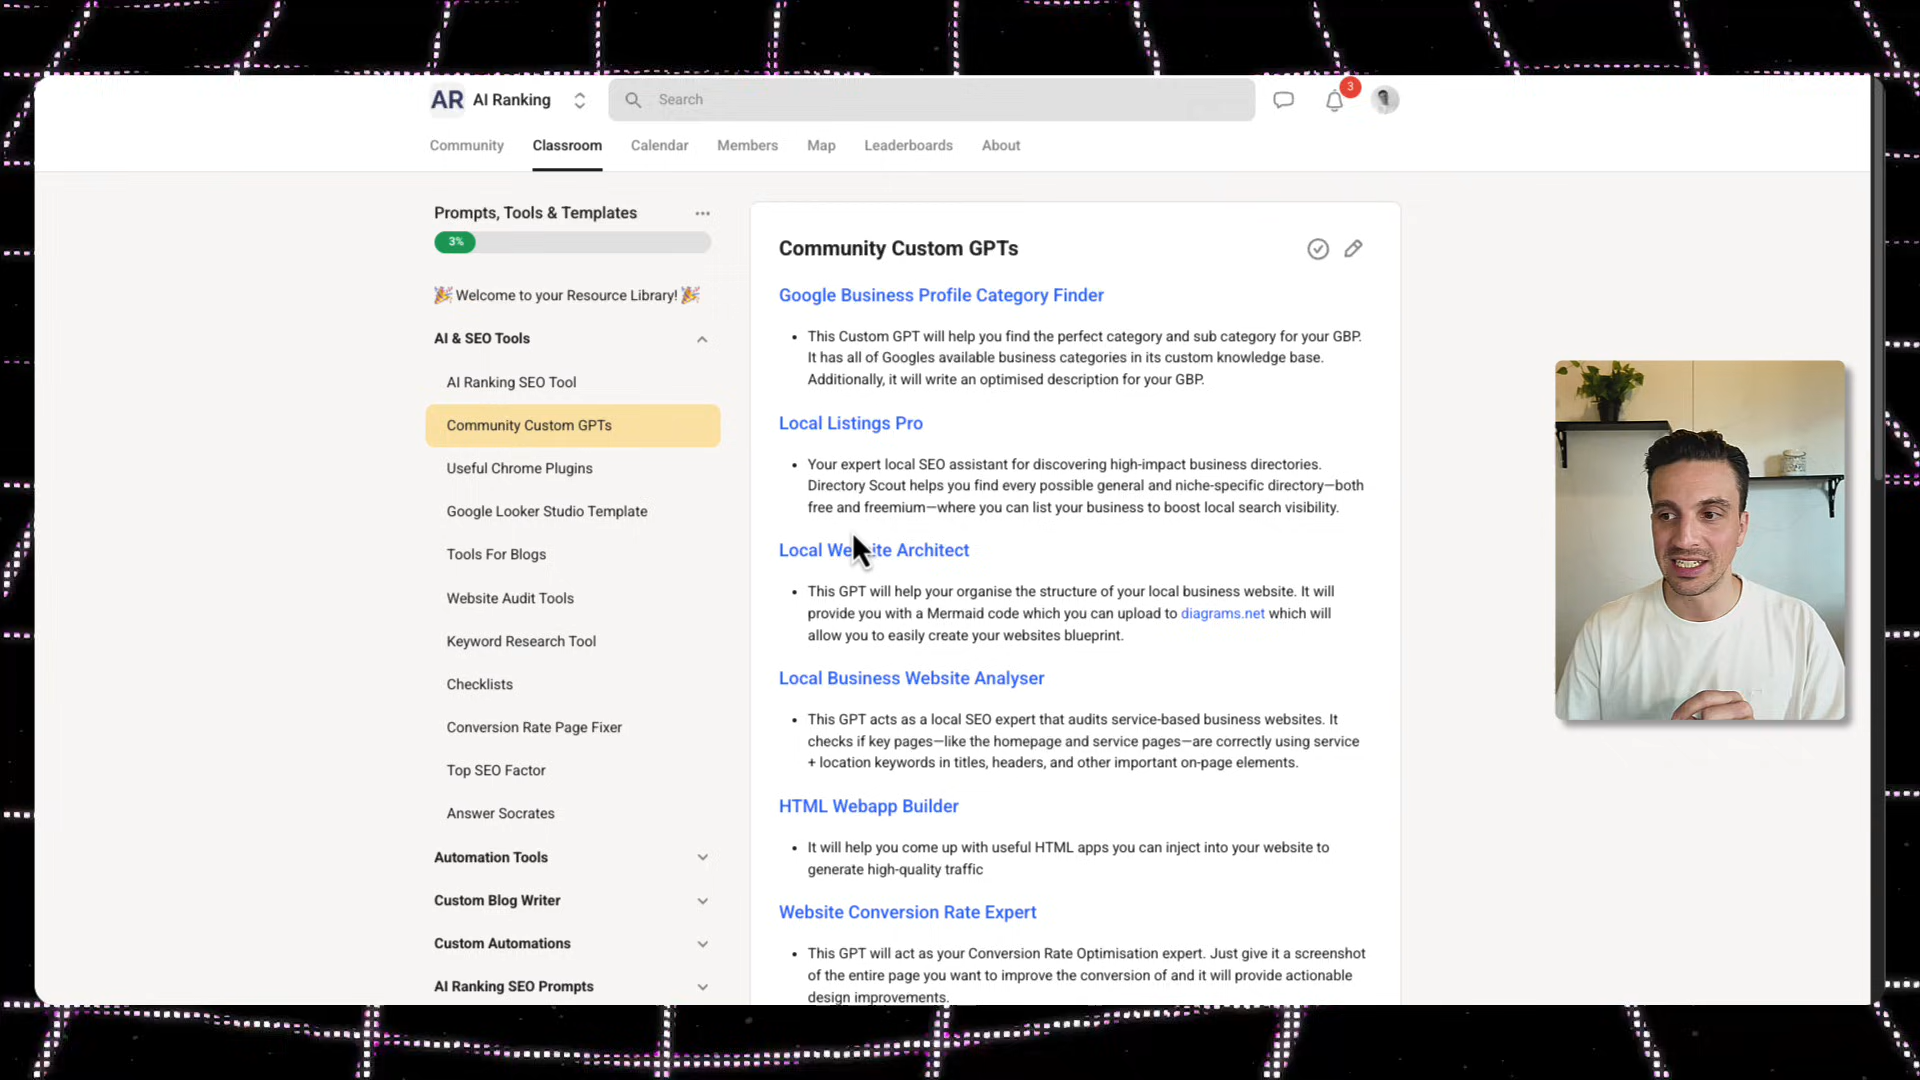 AR AI Ranking
Search
3
Community Classroom Calendar Members Map Leaderboards About
Prompts, Tools & Templates
3%
🎉 Welcome to your Resource Library! 🎉
AI & SEO Tools
AI Ranking SEO Tool
Community Custom GPTs
Useful Chrome Plugins
Google Looker Studio Template
Tools For Blogs
Website Audit Tools
Keyword Research Tool
Checklists
Conversion Rate Page Fixer
Top SEO Factor
Answer Socrates
Automation Tools
Custom Blog Writer
Custom Automations
AI Ranking SEO Prompts
Community Custom GPTs
Google Business Profile Category Finder
• This Custom GPT will help you find the perfect category and sub category for your GBP.
It has all of Googles available business categories in its custom knowledge base.
Additionally, it will write an optimised description for your GBP.
Local Listings Pro
• Your expert local SEO assistant for discovering high-impact business directories.
Directory Scout helps you find every possible general and niche-specific directory—both
free and freemium—where you can list your business to boost local search visibility.
Local Website Architect
• This GPT will help your organise the structure of your local business website. It will
provide you with a Mermaid code which you can upload to diagrams.net which will
allow you to easily create your websites blueprint.
Local Business Website Analyser
• This GPT acts as a local SEO expert that audits service-based business websites. It
checks if key pages—like the homepage and service pages—are correctly using service
+ location keywords in titles, headers, and other important on-page elements.
HTML Webapp Builder
• It will help you come up with useful HTML apps you can inject into your website to
generate high-quality traffic
Website Conversion Rate Expert
• This GPT will act as your Conversion Rate Optimisation expert. Just give it a screenshot
of the entire page you want to improve the conversion of and it will provide actionable
design improvements.